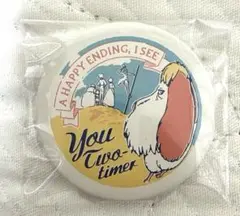 A HAPPY ENDING, I SEE
You
Two-
timer